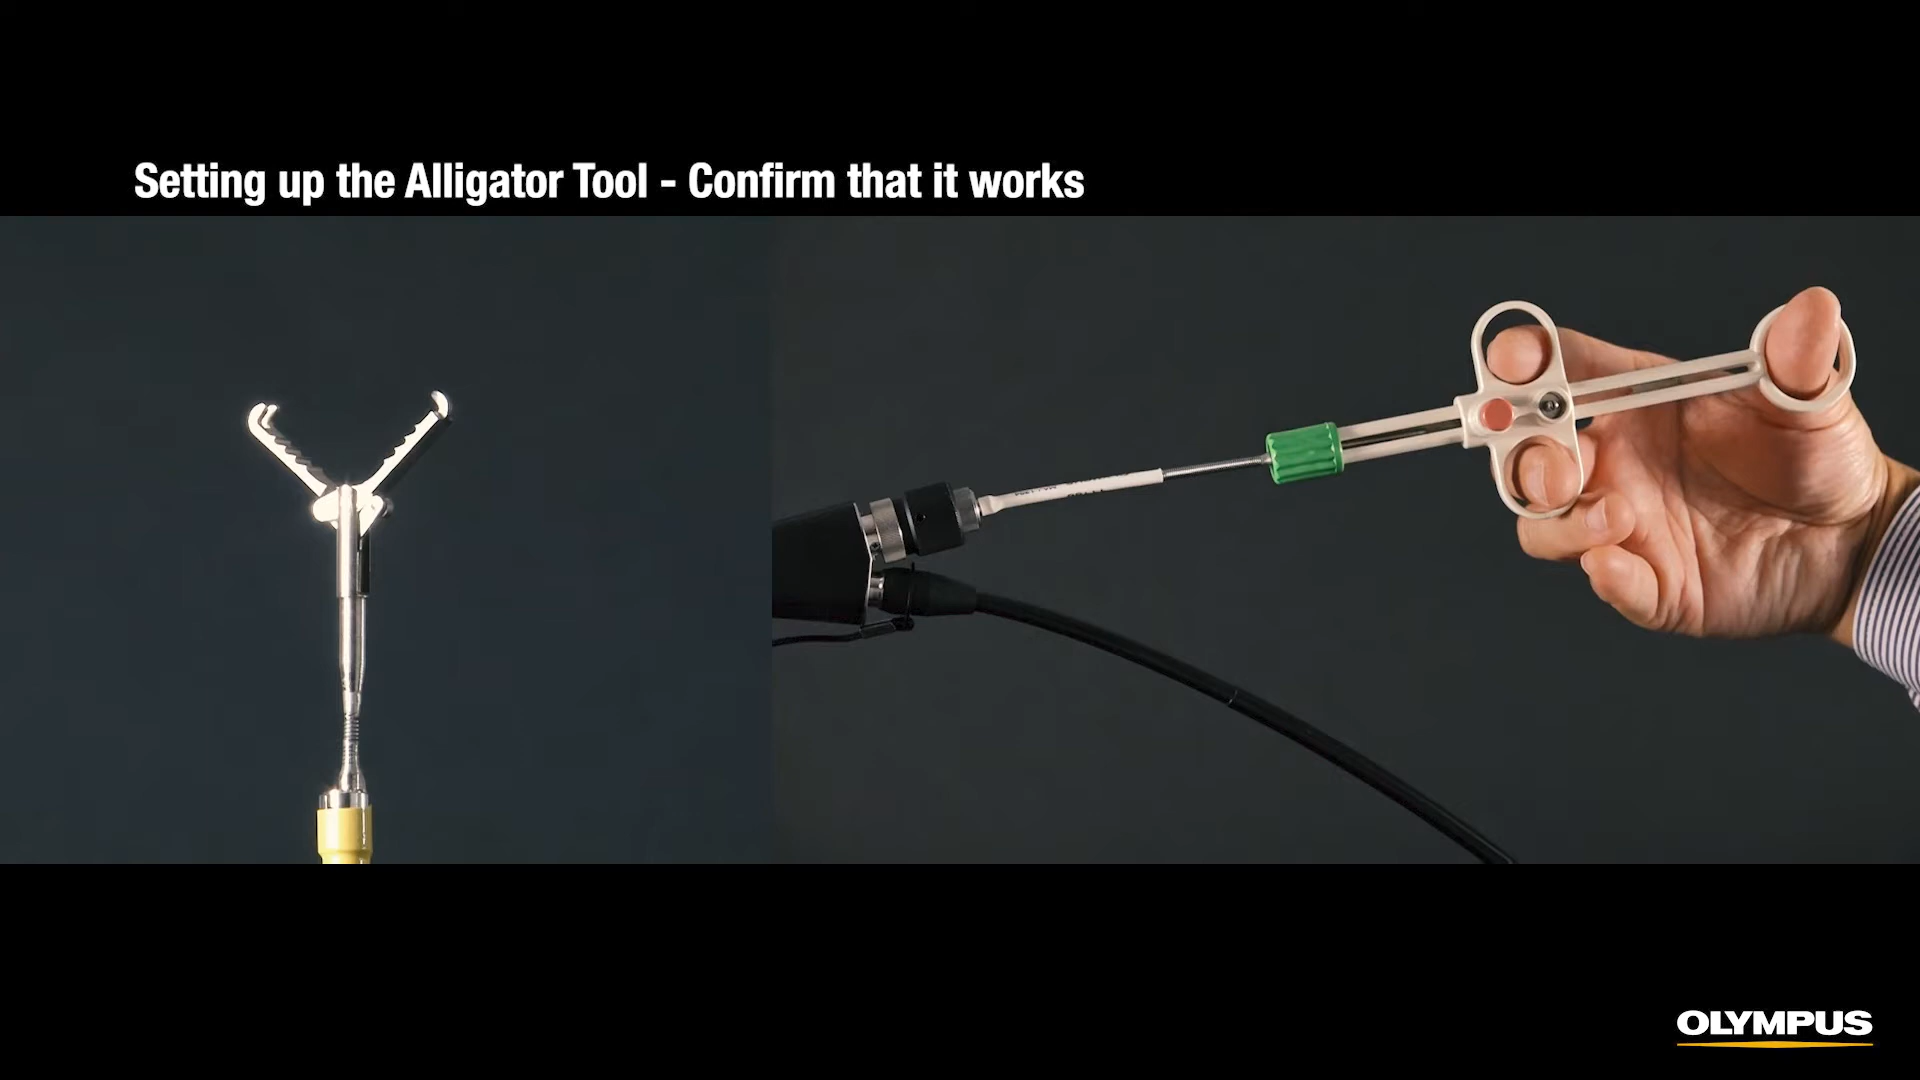 Setting up the Alligator Tool - Confirm that it works
OLYMPUS